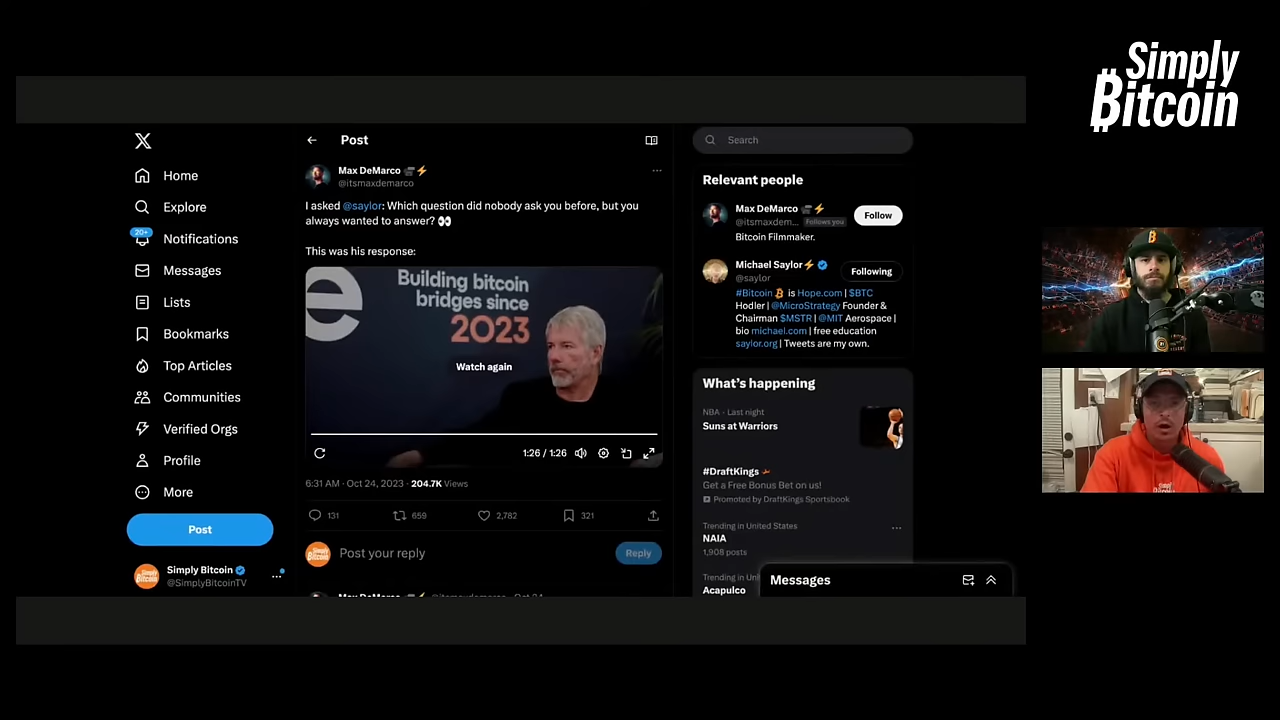 Simply
Bitcoin
Home
Explore
20+
Notifications
Messages
Lists
Bookmarks
Top Articles
Communities
Verified Orgs
Profile
More
Post
Simply Bitcoin
@SimplyBitcoinTV
Post
Max DeMarco
@itsmaxdemarco
I asked @saylor: Which question did nobody ask you before, but you
always wanted to answer? 👀
This was his response:
e
Building bitcoin
bridges since
2023
Watch again
1:26 / 1:26
6:31 AM · Oct 24, 2023 · 204.7K Views
131
659
2,782
321
Post your reply
Reply
Search
Relevant people
Max DeMarco
@itsmaxdem... Follows you
Follow
Bitcoin Filmmaker.
Michael Saylor⚡
@saylor
Following
#Bitcoin is Hope.com | $BTC
Hodler | @MicroStrategy Founder &
Chairman $MSTR | @MIT Aerospace |
bio michael.com | free education
saylor.org | Tweets are my own.
What's happening
NBA · Last night
Suns at Warriors
#DraftKings
Get a Free Bonus Bet on us!
Promoted by DraftKings Sportsbook
Trending in United States
NAIA
1,908 posts
Trending in
Acapulco
Messages